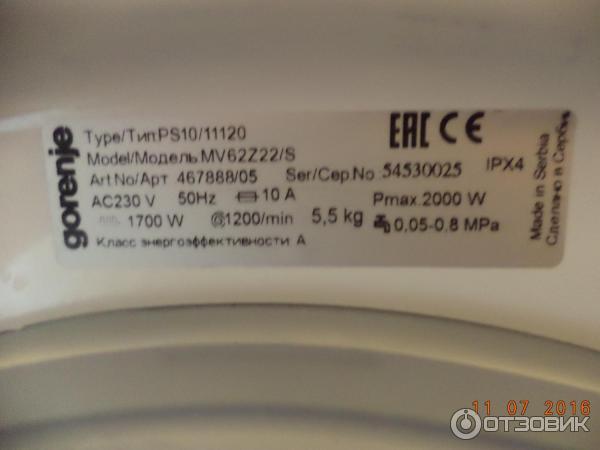 gorenje
Type/Тип:PS10/11120
Model/Модель:MV62Z22/S
Art.No/Арт 467888/05 Ser/Сер.No 54530025 IPX4
AC230 V 50Hz 10 A Pmax.2000 W
1700 W 1200/min 5,5 kg 0,05-0.8 MPa
Класс энергоэффективности: A
EAC CE
Made in Serbia
Сделано в Сербии
11 07 2016
ОТЗОВИК